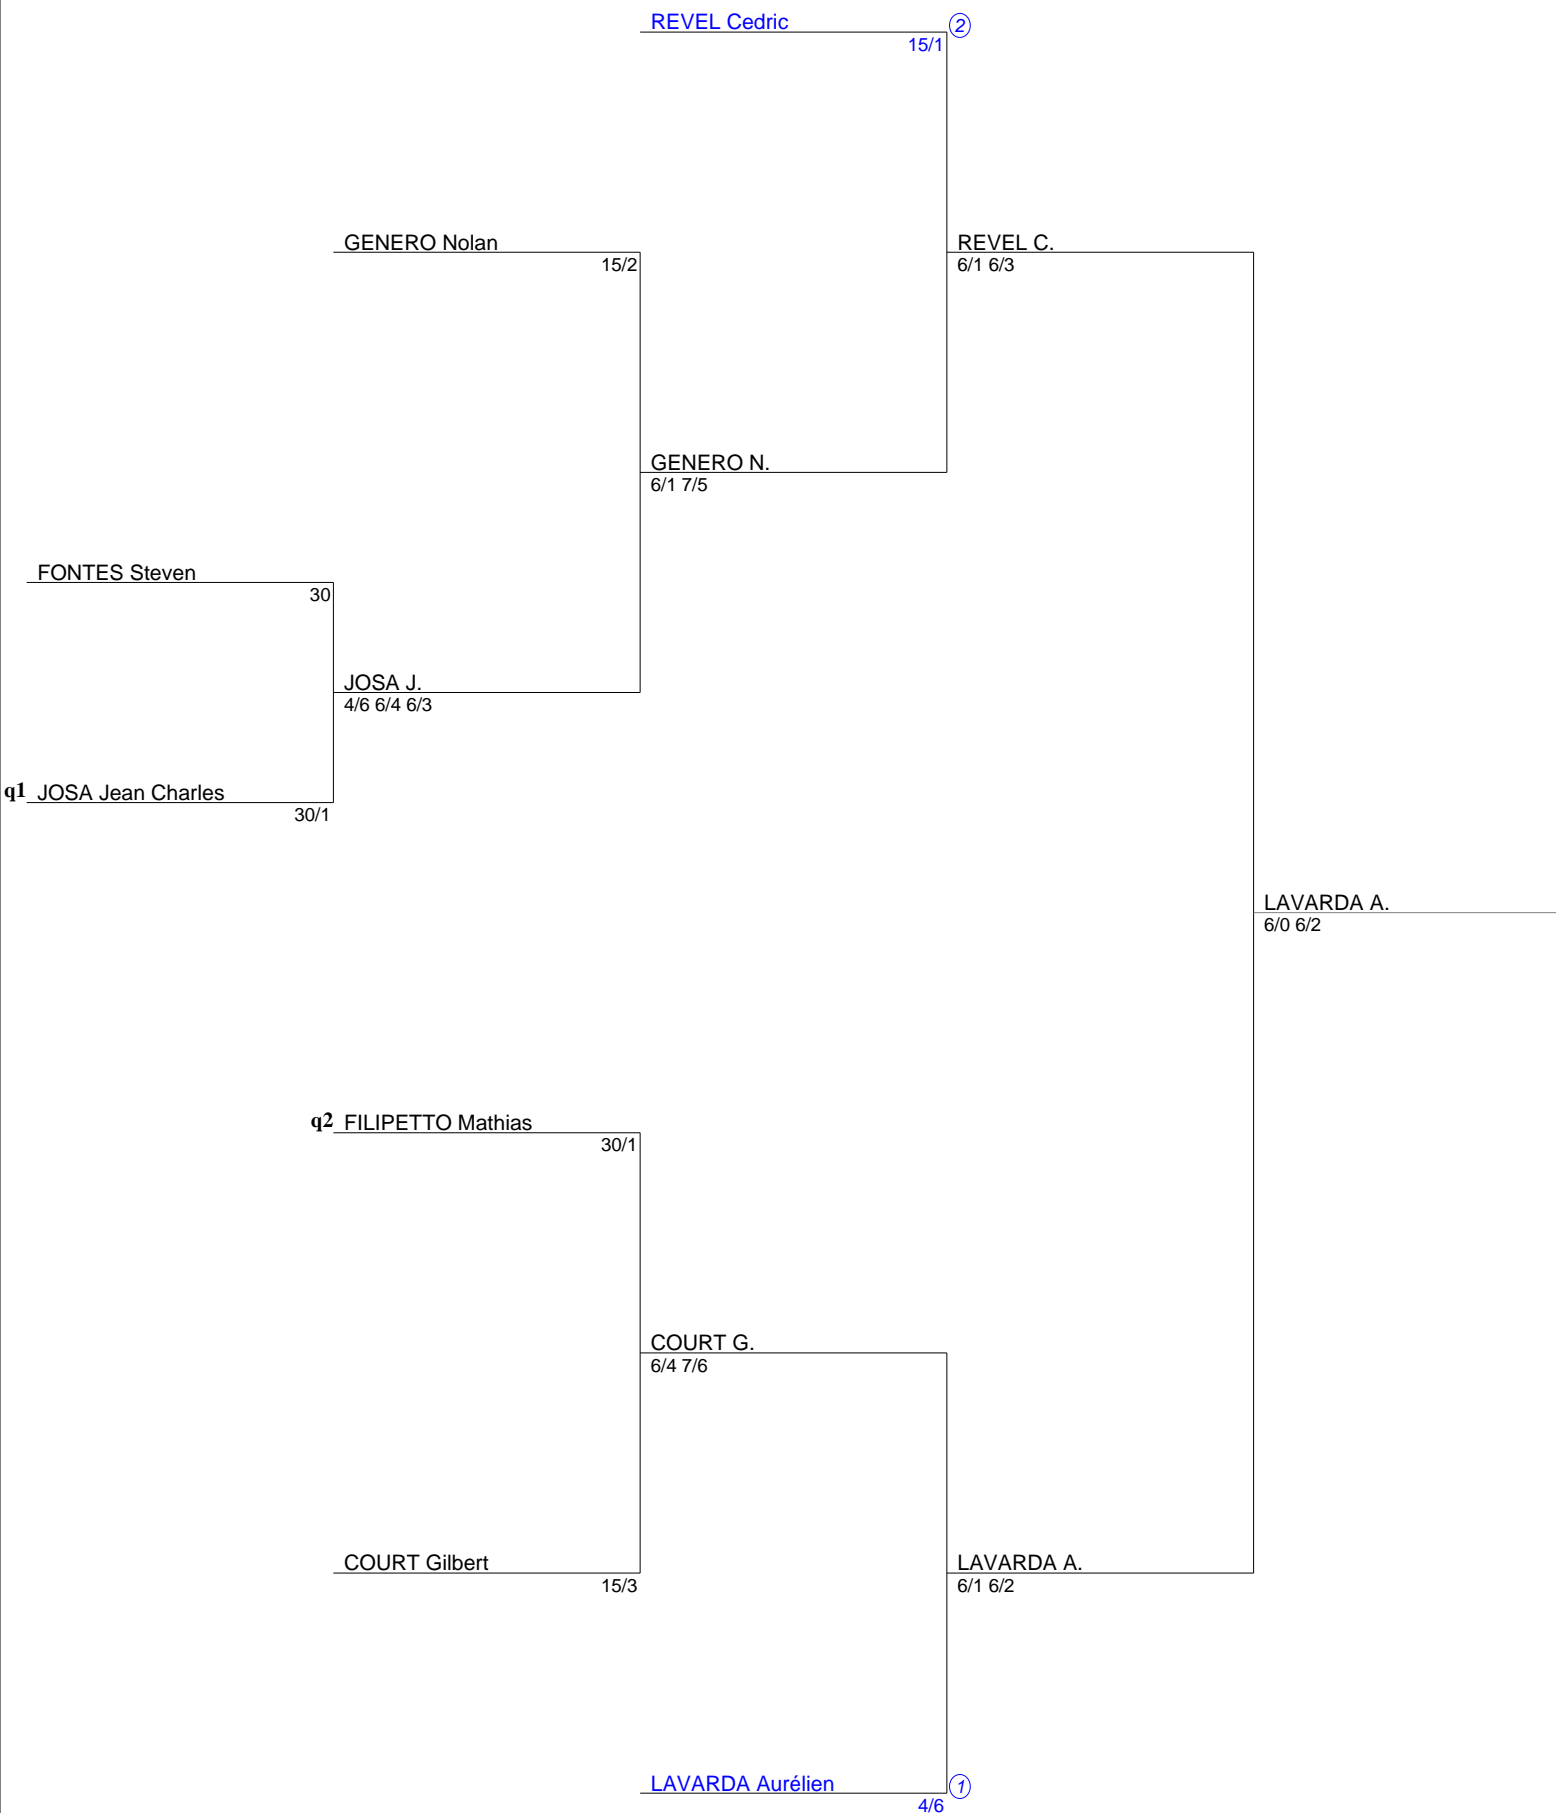 REVEL Cedric
2
15/1
GENERO Nolan
15/2
REVEL C.
6/1 6/3
GENERO N.
6/1 7/5
FONTES Steven
30
JOSA J.
4/6 6/4 6/3
q1 JOSA Jean Charles
30/1
LAVARDA A.
6/0 6/2
q2 FILIPETTO Mathias
30/1
COURT G.
6/4 7/6
COURT Gilbert
15/3
LAVARDA A.
6/1 6/2
LAVARDA Aurélien
1
4/6